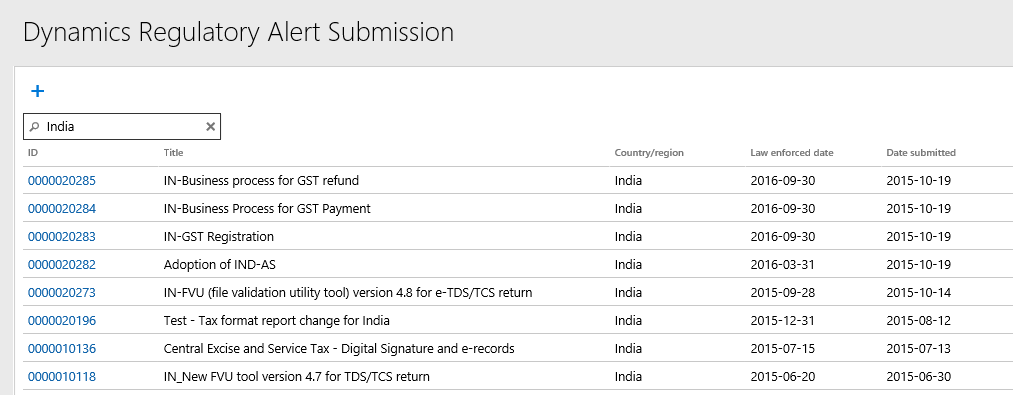 Dynamics Regulatory Alert Submission
+
India
ID Title Country/region Law enforced date Date submitted
0000020285 IN-Business process for GST refund India 2016-09-30 2015-10-19
0000020284 IN-Business Process for GST Payment India 2016-09-30 2015-10-19
0000020283 IN-GST Registration India 2016-09-30 2015-10-19
0000020282 Adoption of IND-AS India 2016-03-31 2015-10-19
0000020273 IN-FVU (file validation utility tool) version 4.8 for e-TDS/TCS return India 2015-09-28 2015-10-14
0000020196 Test - Tax format report change for India India 2015-12-31 2015-08-12
0000010136 Central Excise and Service Tax - Digital Signature and e-records India 2015-07-15 2015-07-13
0000010118 IN_New FVU tool version 4.7 for TDS/TCS return India 2015-06-20 2015-06-30